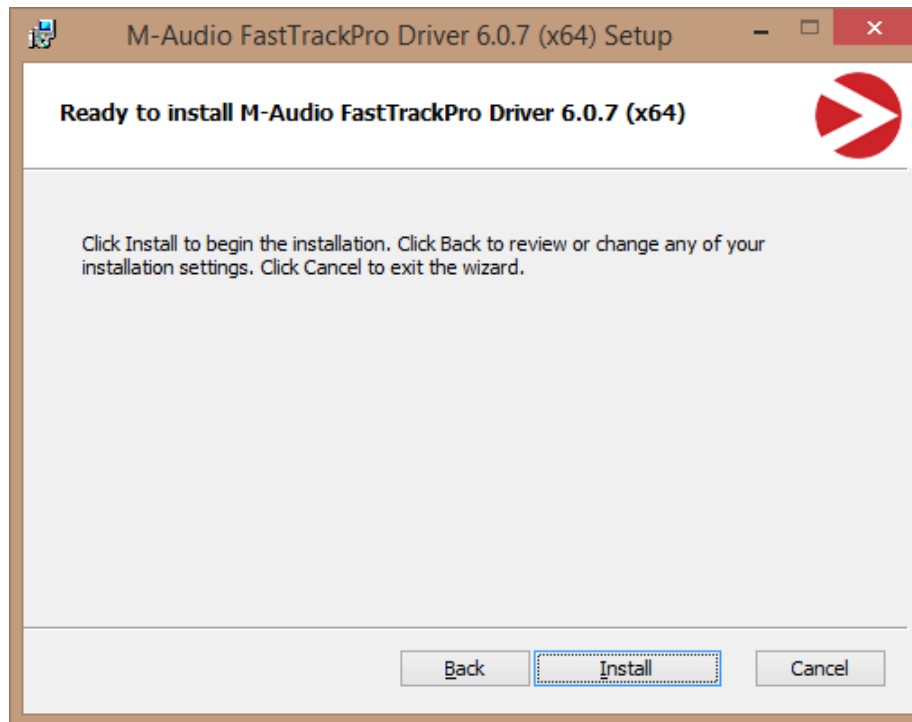 M-Audio FastTrackPro Driver 6.0.7 (x64) Setup
Ready to install M-Audio FastTrackPro Driver 6.0.7 (x64)
Click Install to begin the installation. Click Back to review or change any of your
installation settings. Click Cancel to exit the wizard.
Back Install Cancel